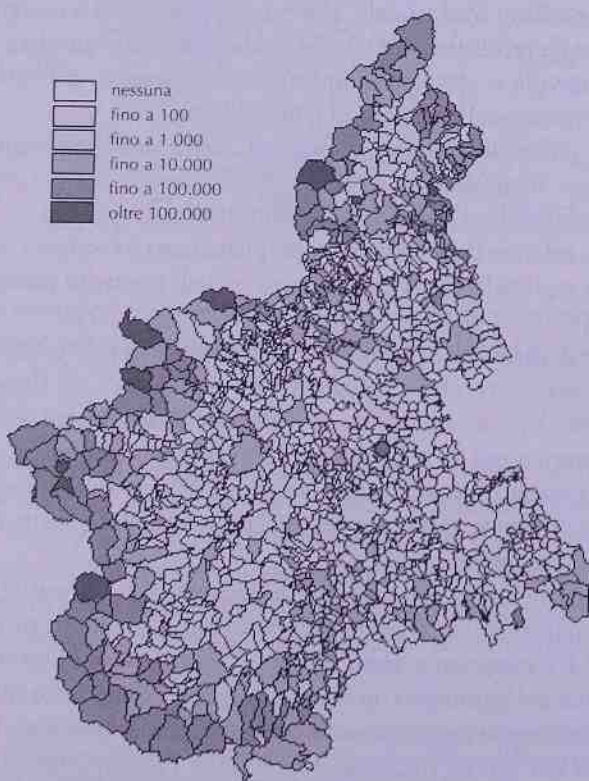 nessuna
fino a 100
fino a 1.000
fino a 10.000
fino a 100.000
oltre 100.000